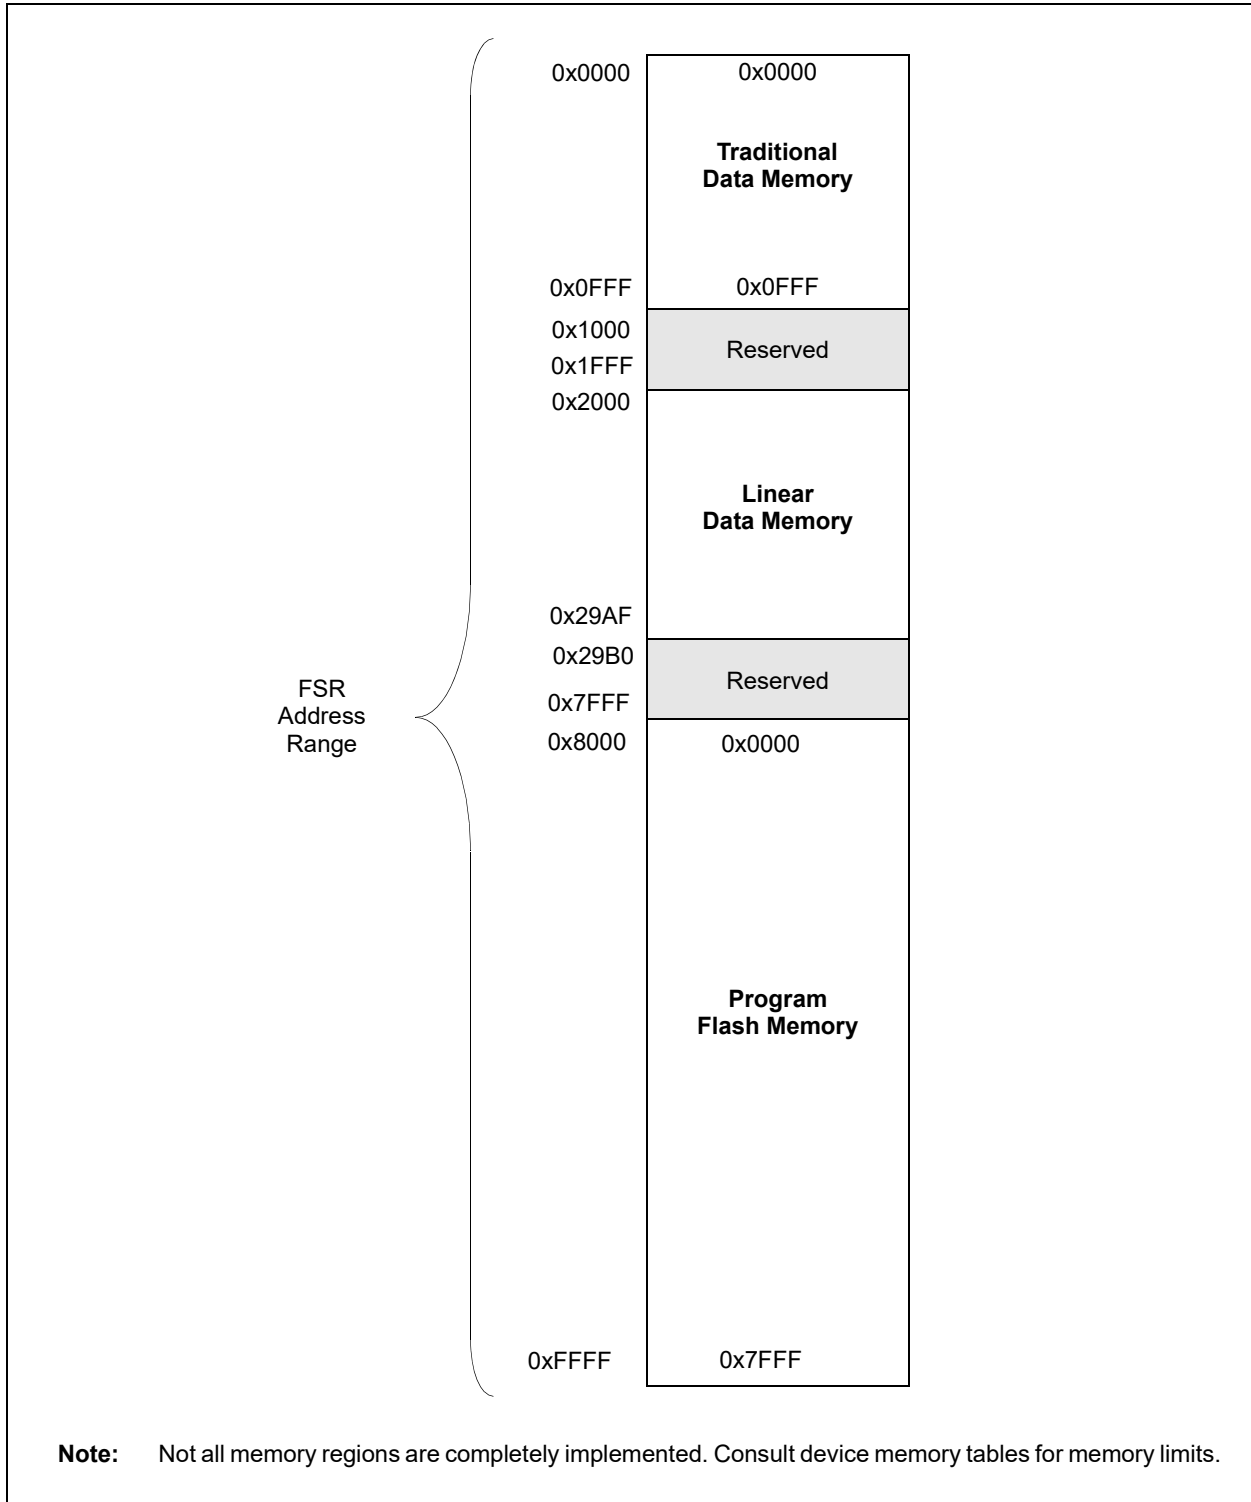 0x0000 0x0000
Traditional
Data Memory
0x0FFF 0x0FFF
0x1000
Reserved
0x1FFF
0x2000
Linear
Data Memory
0x29AF
0x29B0
Reserved
0x7FFF
FSR
Address
Range
0x8000 0x0000
Program
Flash Memory
0xFFFF 0x7FFF
Note: Not all memory regions are completely implemented. Consult device memory tables for memory limits.